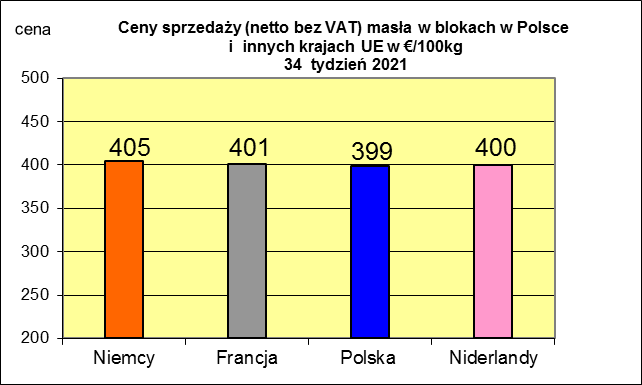 cena
Ceny sprzedaży (netto bez VAT) masła w blokach w Polsce
i innych krajach UE w €/100kg
34 tydzień 2021
500
450
400
350
300
250
200
405
401
399
400
Niemcy
Francja
Polska
Niderlandy